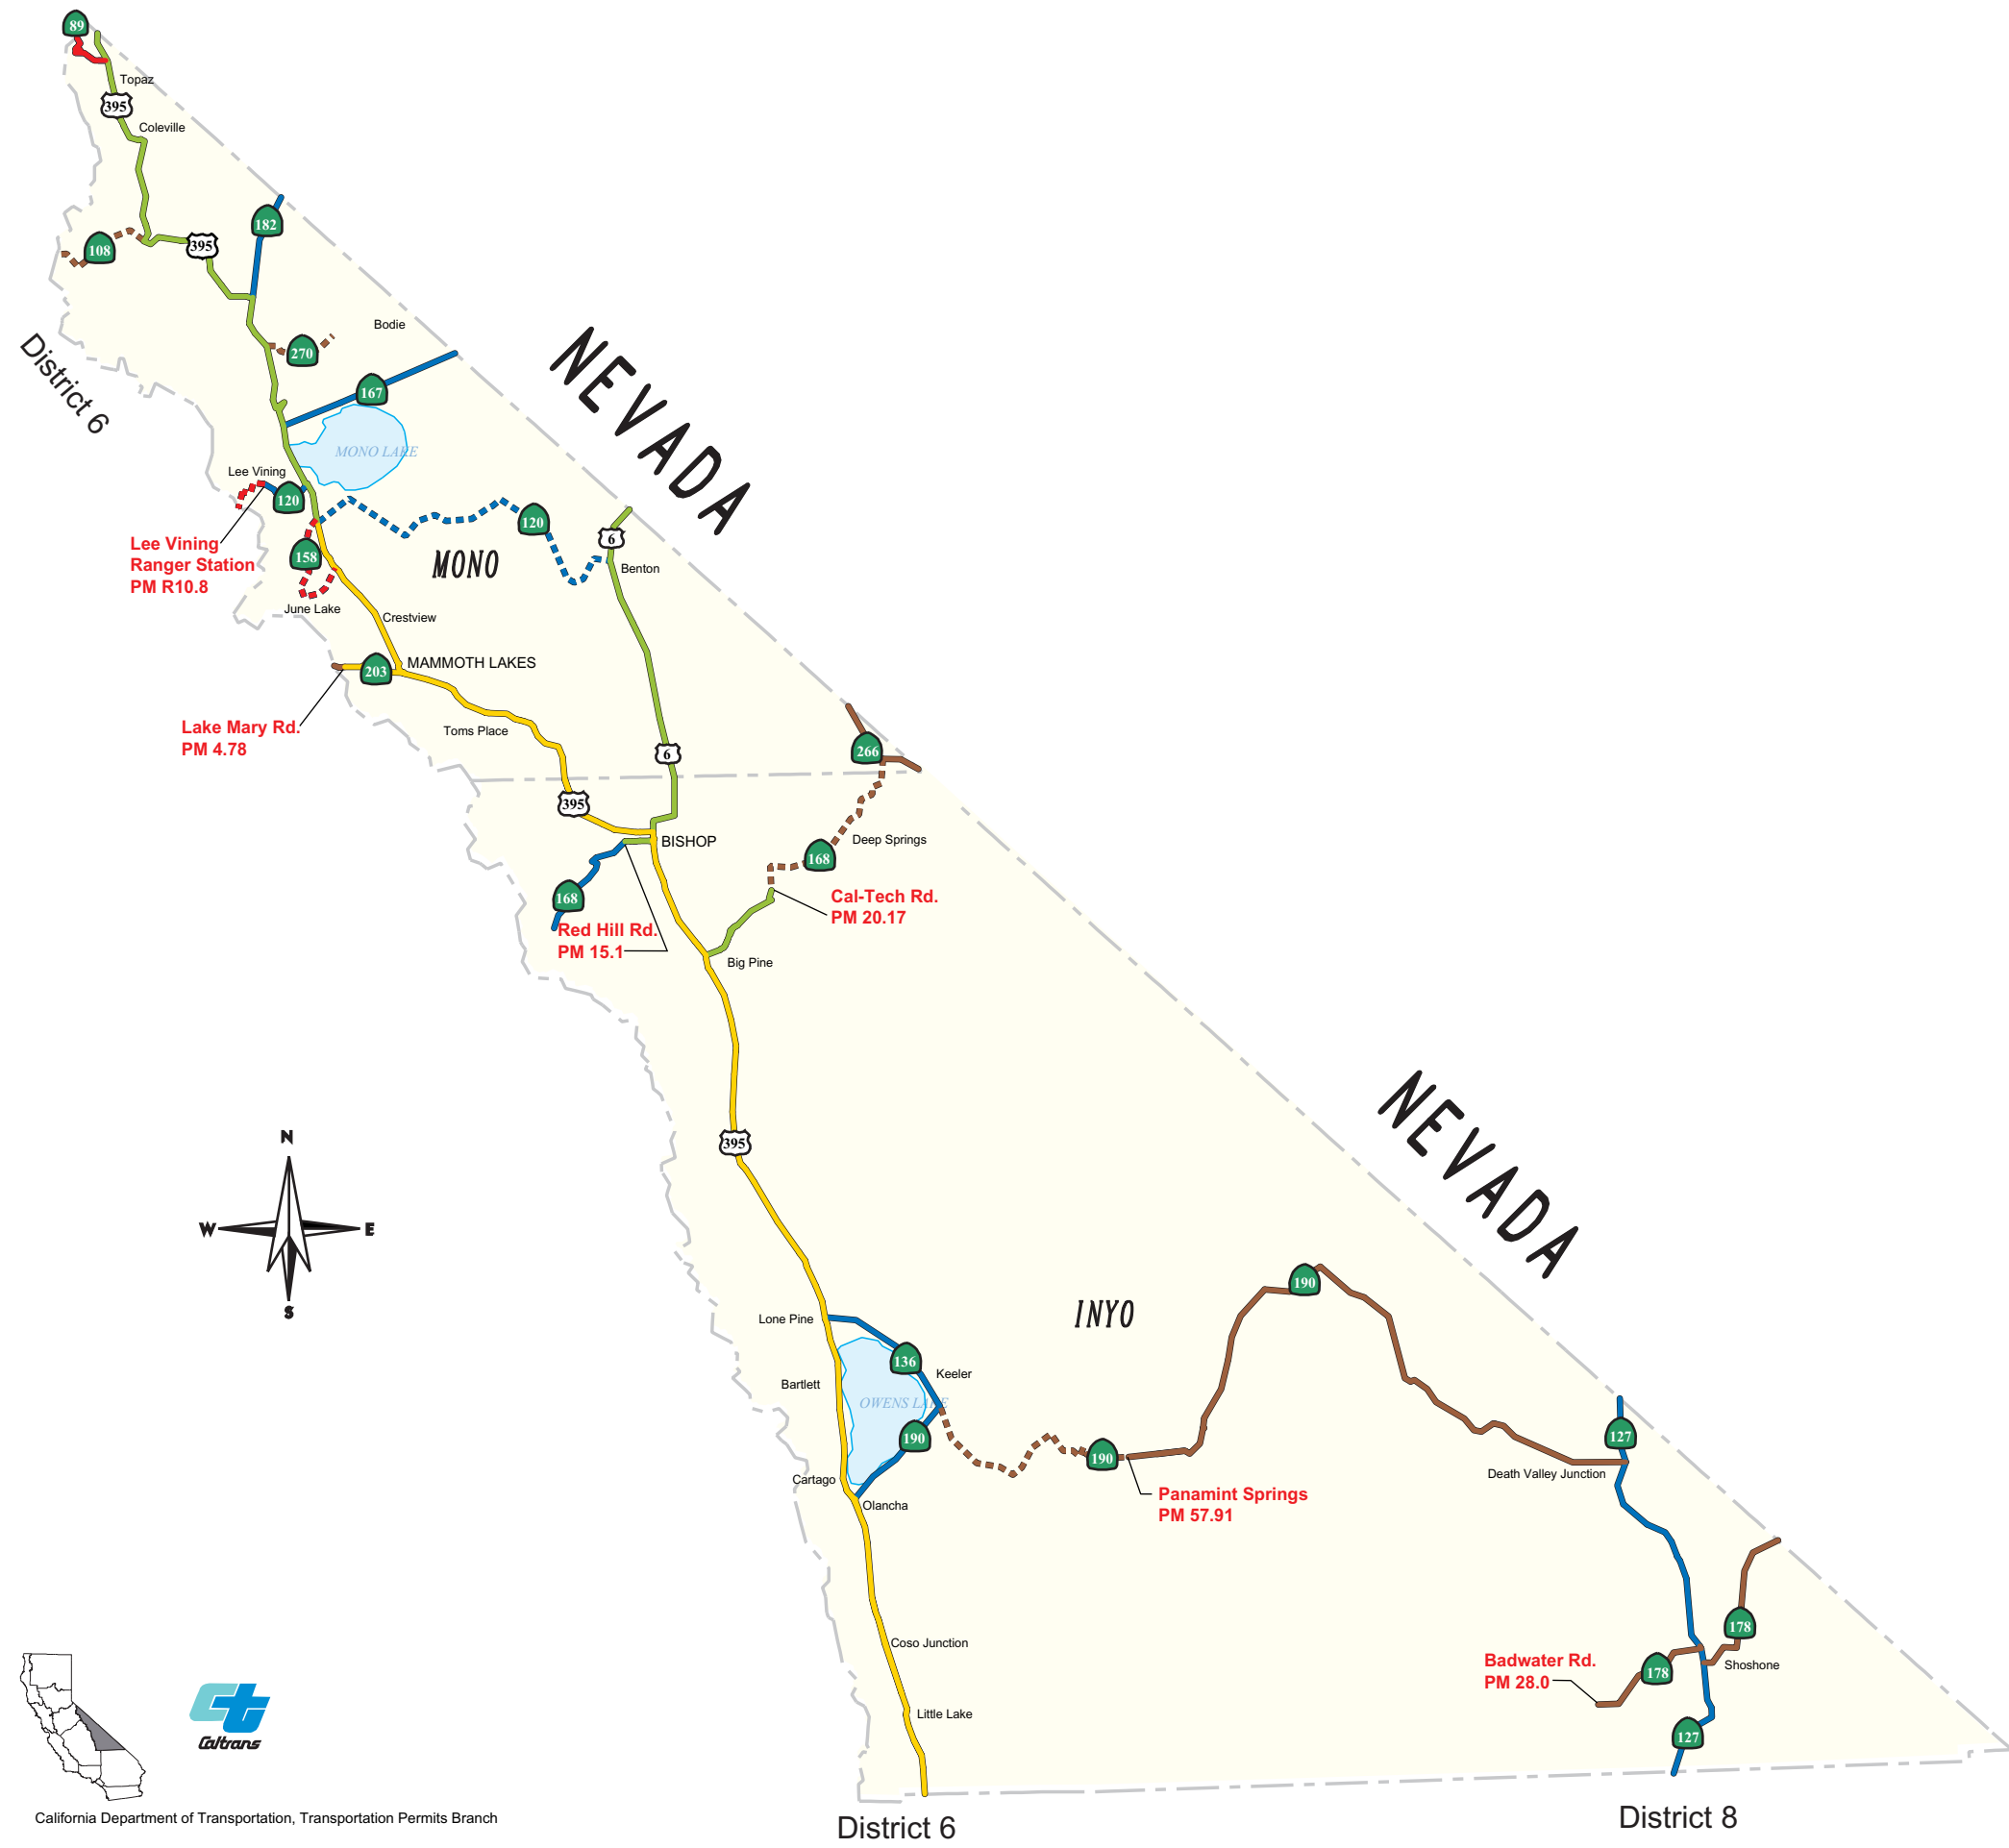 89
Topaz
395
Coleville
182
108
395
District 6
Bodie
270
NEVADA
167
MONO LAKE
Lee Vining
120
120
6
Lee Vining
Ranger Station
PM R10.8
158
MONO
Benton
June Lake
Crestview
203
MAMMOTH LAKES
Lake Mary Rd.
PM 4.78
Toms Place
6
266
395
BISHOP
Deep Springs
168
168
Cal-Tech Rd.
PM 20.17
Red Hill Rd.
PM 15.1
Big Pine
NEVADA
N
W
E
S
395
190
INYO
Lone Pine
136
Keeler
Bartlett
OWENS LAKE
190
190
127
Cartago
Death Valley Junction
Olancha
Panamint Springs
PM 57.91
178
Coso Junction
Badwater Rd.
PM 28.0
178
Shoshone
Little Lake
127
Caltrans
California Department of Transportation, Transportation Permits Branch
District 6
District 8